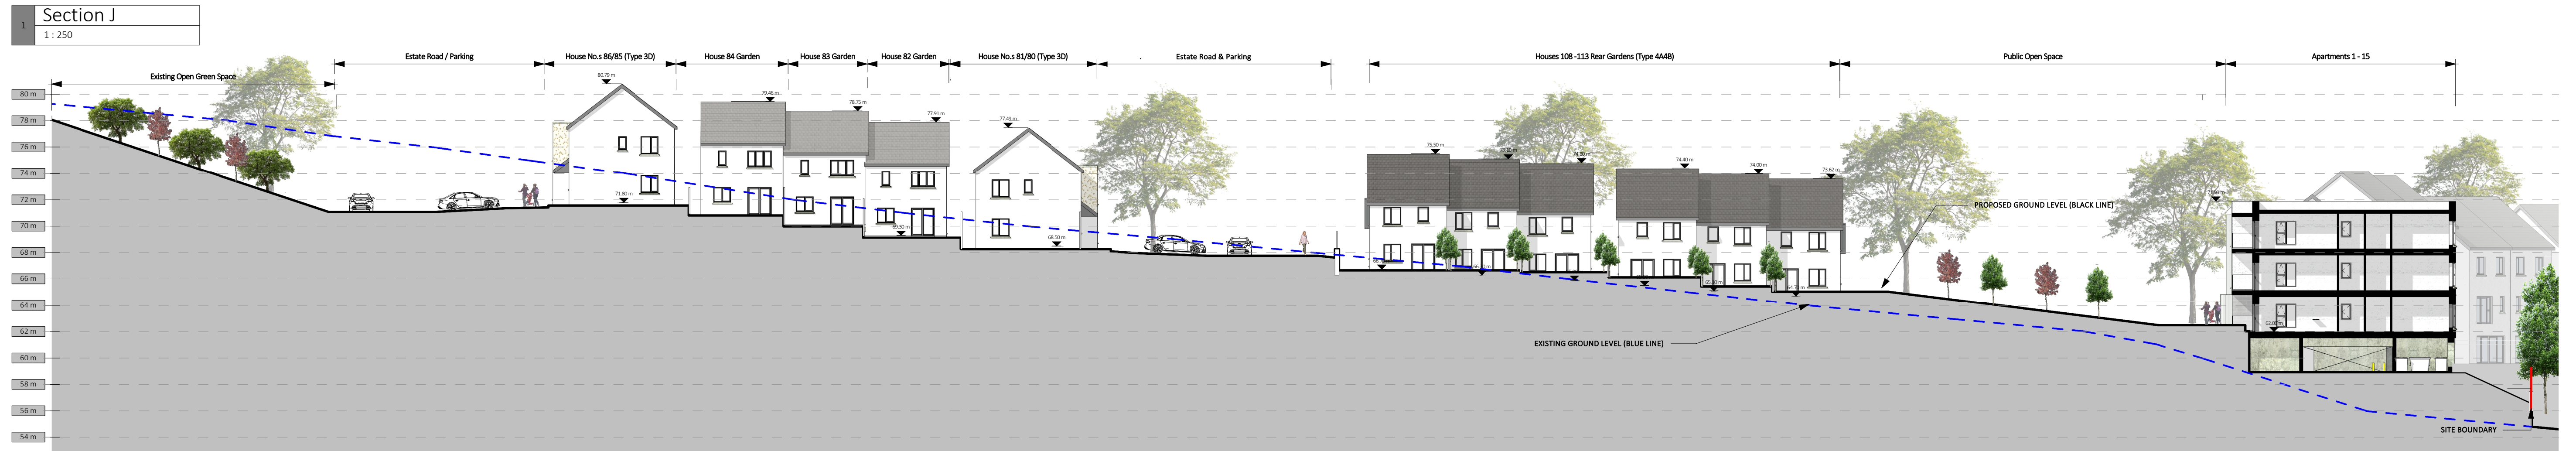 1
Section J
1 : 250
Existing Open Green Space
Estate Road / Parking
House No.s 86/85 (Type 3D)
House 84 Garden
House 83 Garden
House 82 Garden
House No.s 81/80 (Type 3D)
Estate Road & Parking
Houses 108 -113 Rear Gardens (Type 4A4B)
Public Open Space
Apartments 1 - 15
80.79 m
79.46 m
78.75 m
77.91 m
77.49 m
75.50 m
74.40 m
74.00 m
73.62 m
71.80 m
68.50 m
62.00 m
80 m
78 m
76 m
74 m
72 m
70 m
68 m
66 m
64 m
62 m
60 m
58 m
56 m
54 m
PROPOSED GROUND LEVEL (BLACK LINE)
EXISTING GROUND LEVEL (BLUE LINE)
SITE BOUNDARY